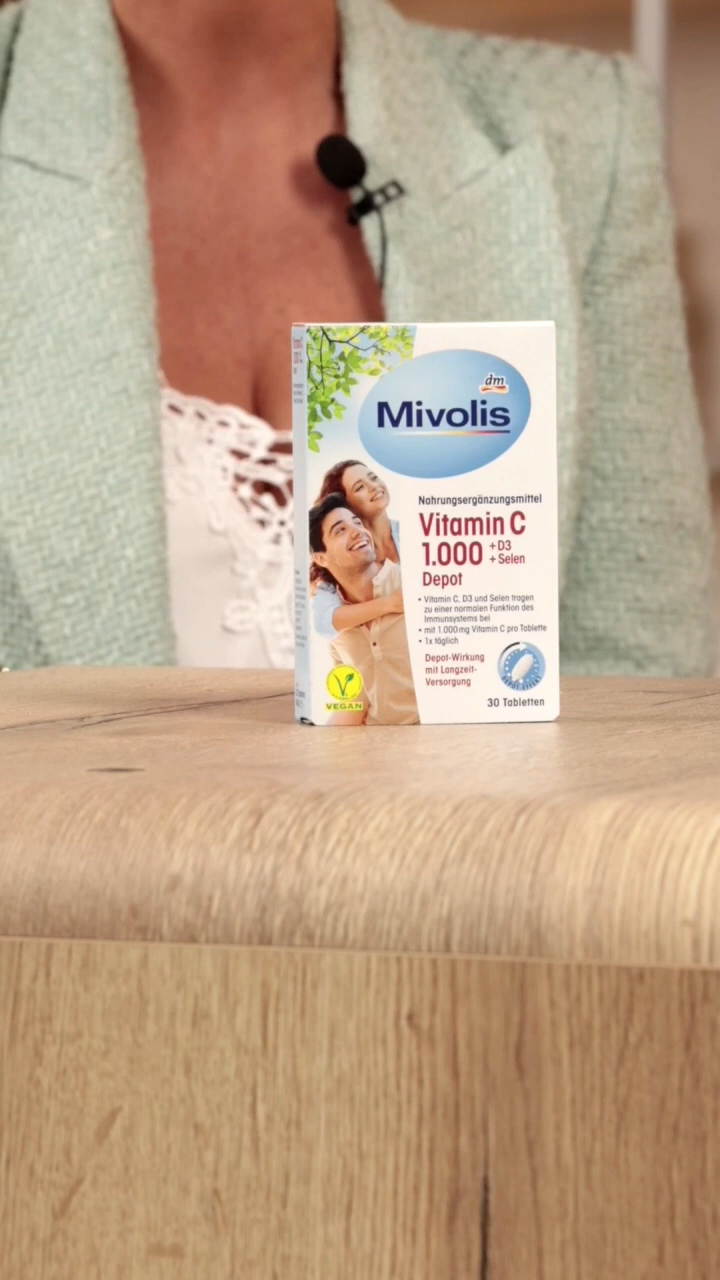 dm
Mivolis
Nahrungsergänzungsmittel
Vitamin C
1.000 +D3
+Selen
Depot
• Vitamin C, D3 und Selen tragen
zu einer normalen Funktion des
Immunsystems bei
• mit 1.000 mg Vitamin C pro Tablette
• 1x täglich
Depot-Wirkung
mit Langzeit-
Versorgung
VEGAN
30 Tabletten